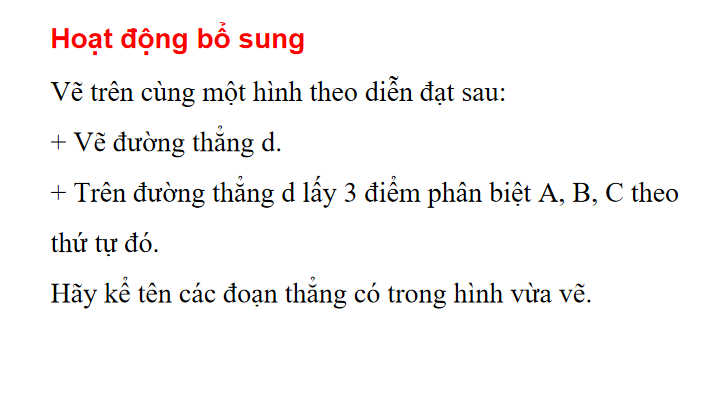 Hoạt động bổ sung
Vẽ trên cùng một hình theo diễn đạt sau:
+ Vẽ đường thẳng d.
+ Trên đường thẳng d lấy 3 điểm phân biệt A, B, C theo
thứ tự đó.
Hãy kể tên các đoạn thẳng có trong hình vừa vẽ.